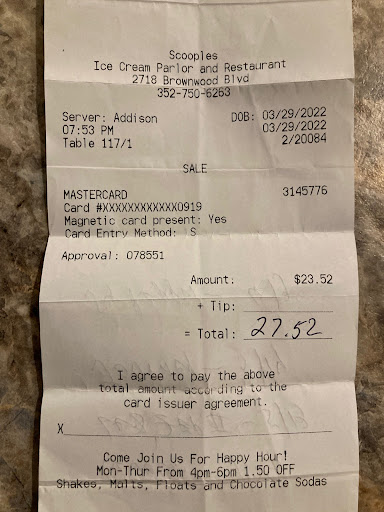 Scooples
Ice Cream Parlor and Restaurant
2718 Brownwood Blvd
352-750-6263
Server: Addison DOB: 03/29/2022
07:53 PM 03/29/2022
Table 117/1 2/20084
SALE
MASTERCARD 3145776
Card #XXXXXXXXXXXX0919
Magnetic card present: Yes
Card Entry Method: S
Approval: 078551
Amount: $23.52
+ Tip:
= Total: 27.52
I agree to pay the above
total amount according to the
card issuer agreement.
X
Come Join Us For Happy Hour!
Mon-Thur From 4pm-6pm 1.50 OFF
Shakes, Malts, Floats and Chocolate Sodas